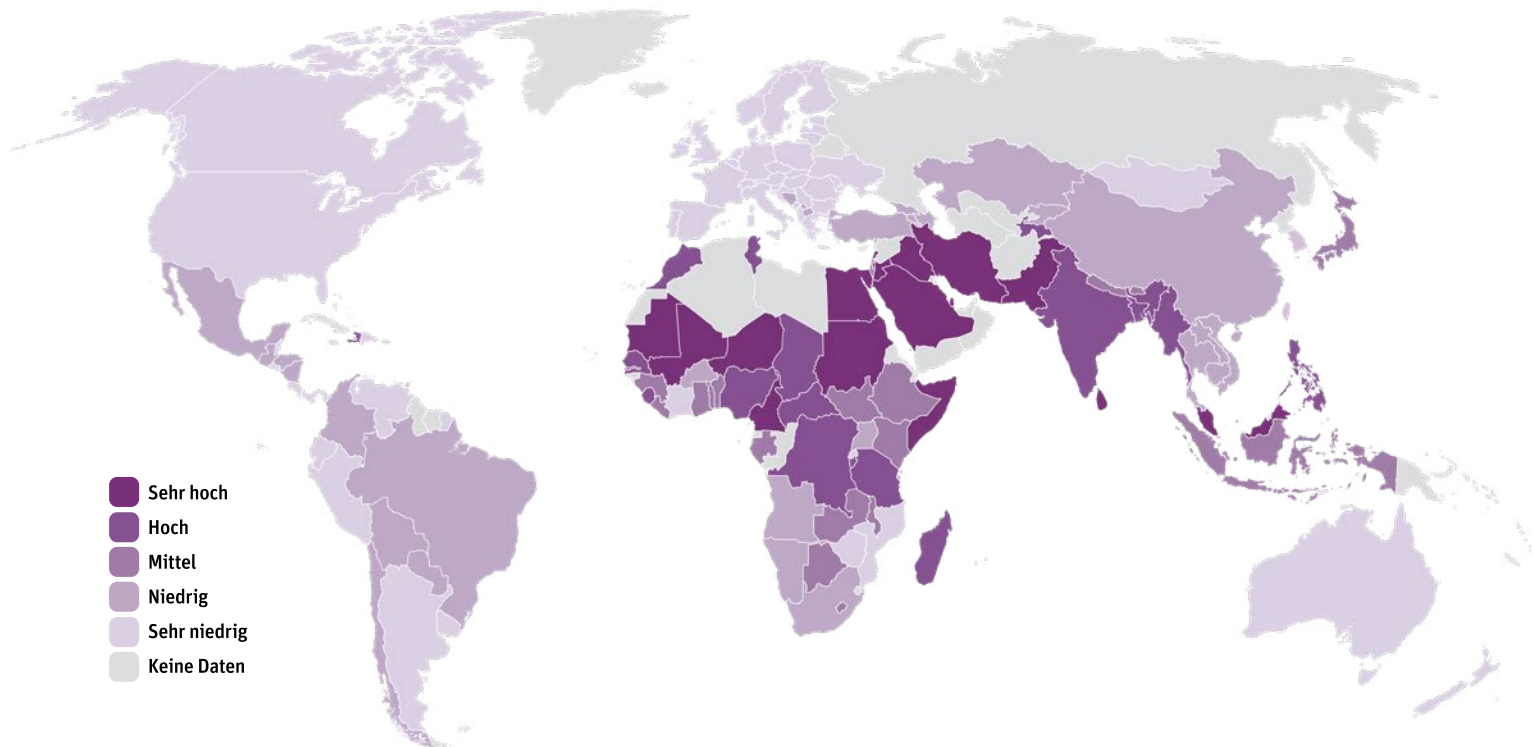 Sehr hoch
Hoch
Mittel
Niedrig
Sehr niedrig
Keine Daten